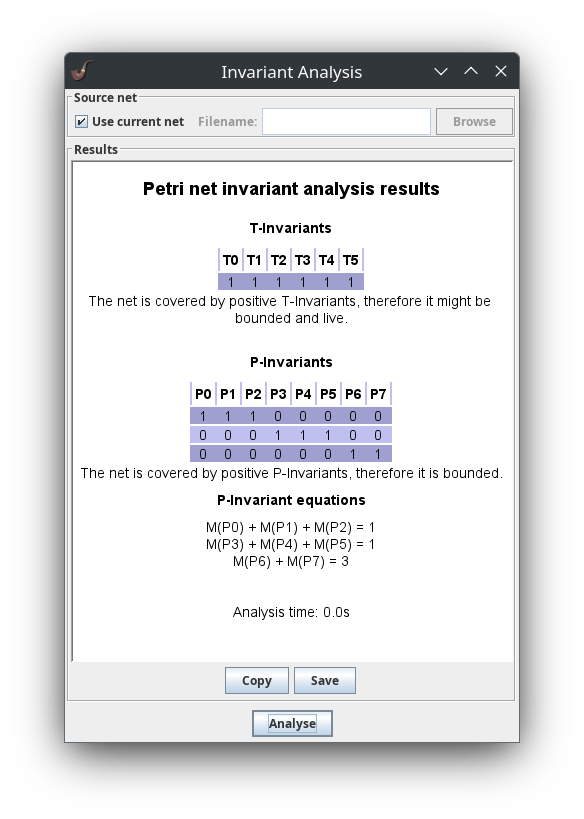 Invariant Analysis
Source net
Use current net Filename: Browse
Results
Petri net invariant analysis results
T-Invariants
T0 T1 T2 T3 T4 T5
1 1 1 1 1 1
The net is covered by positive T-Invariants, therefore it might be
bounded and live.
P-Invariants
P0 P1 P2 P3 P4 P5 P6 P7
1 1 1 0 0 0 0 0
0 0 0 1 1 1 0 0
0 0 0 0 0 0 1 1
The net is covered by positive P-Invariants, therefore it is bounded.
P-Invariant equations
M(P0) + M(P1) + M(P2) = 1
M(P3) + M(P4) + M(P5) = 1
M(P6) + M(P7) = 3
Analysis time: 0.0s
Copy Save
Analyse